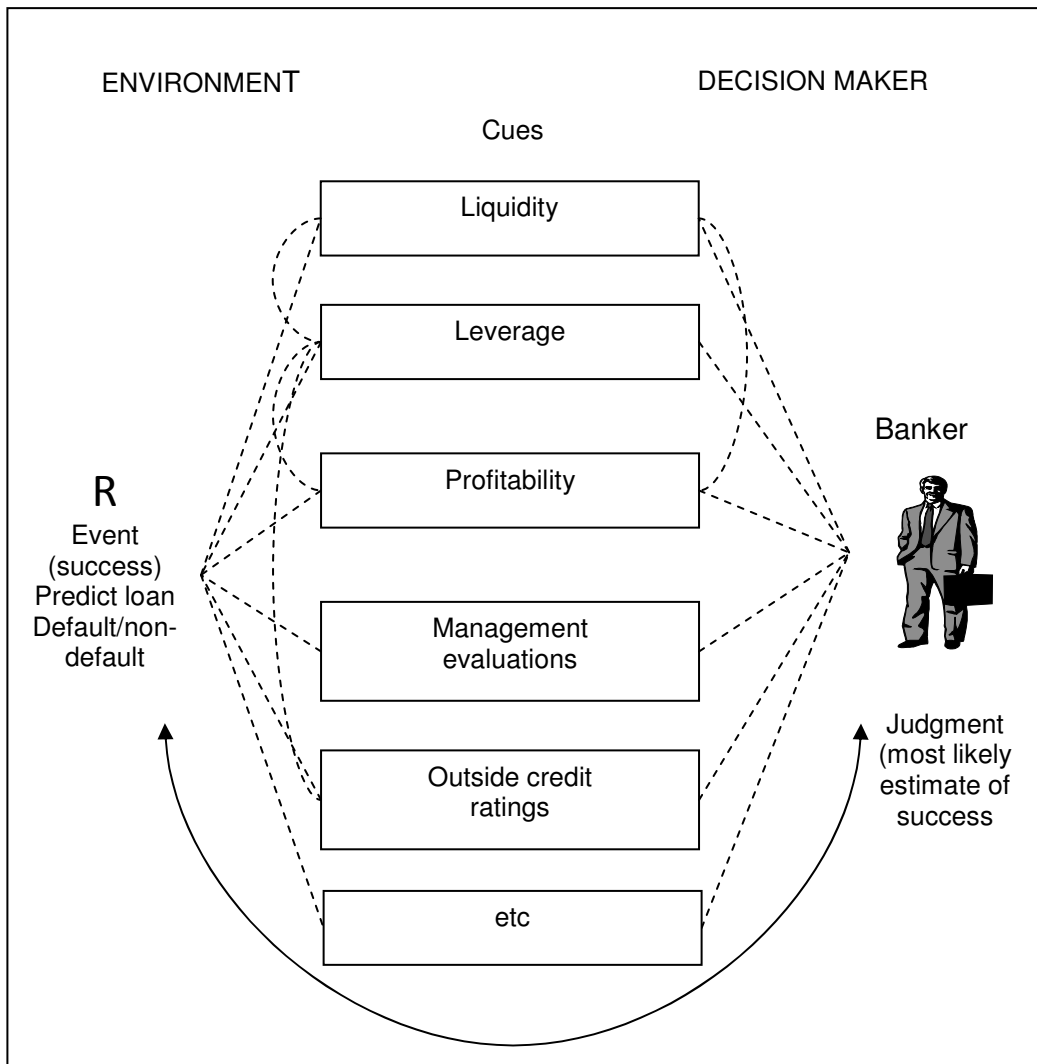 ENVIRONMENT
DECISION MAKER
Cues
Liquidity
Leverage
Profitability
Management
evaluations
Outside credit
ratings
etc
R
Event
(success)
Predict loan
Default/non-
default
Banker
Judgment
(most likely
estimate of
success